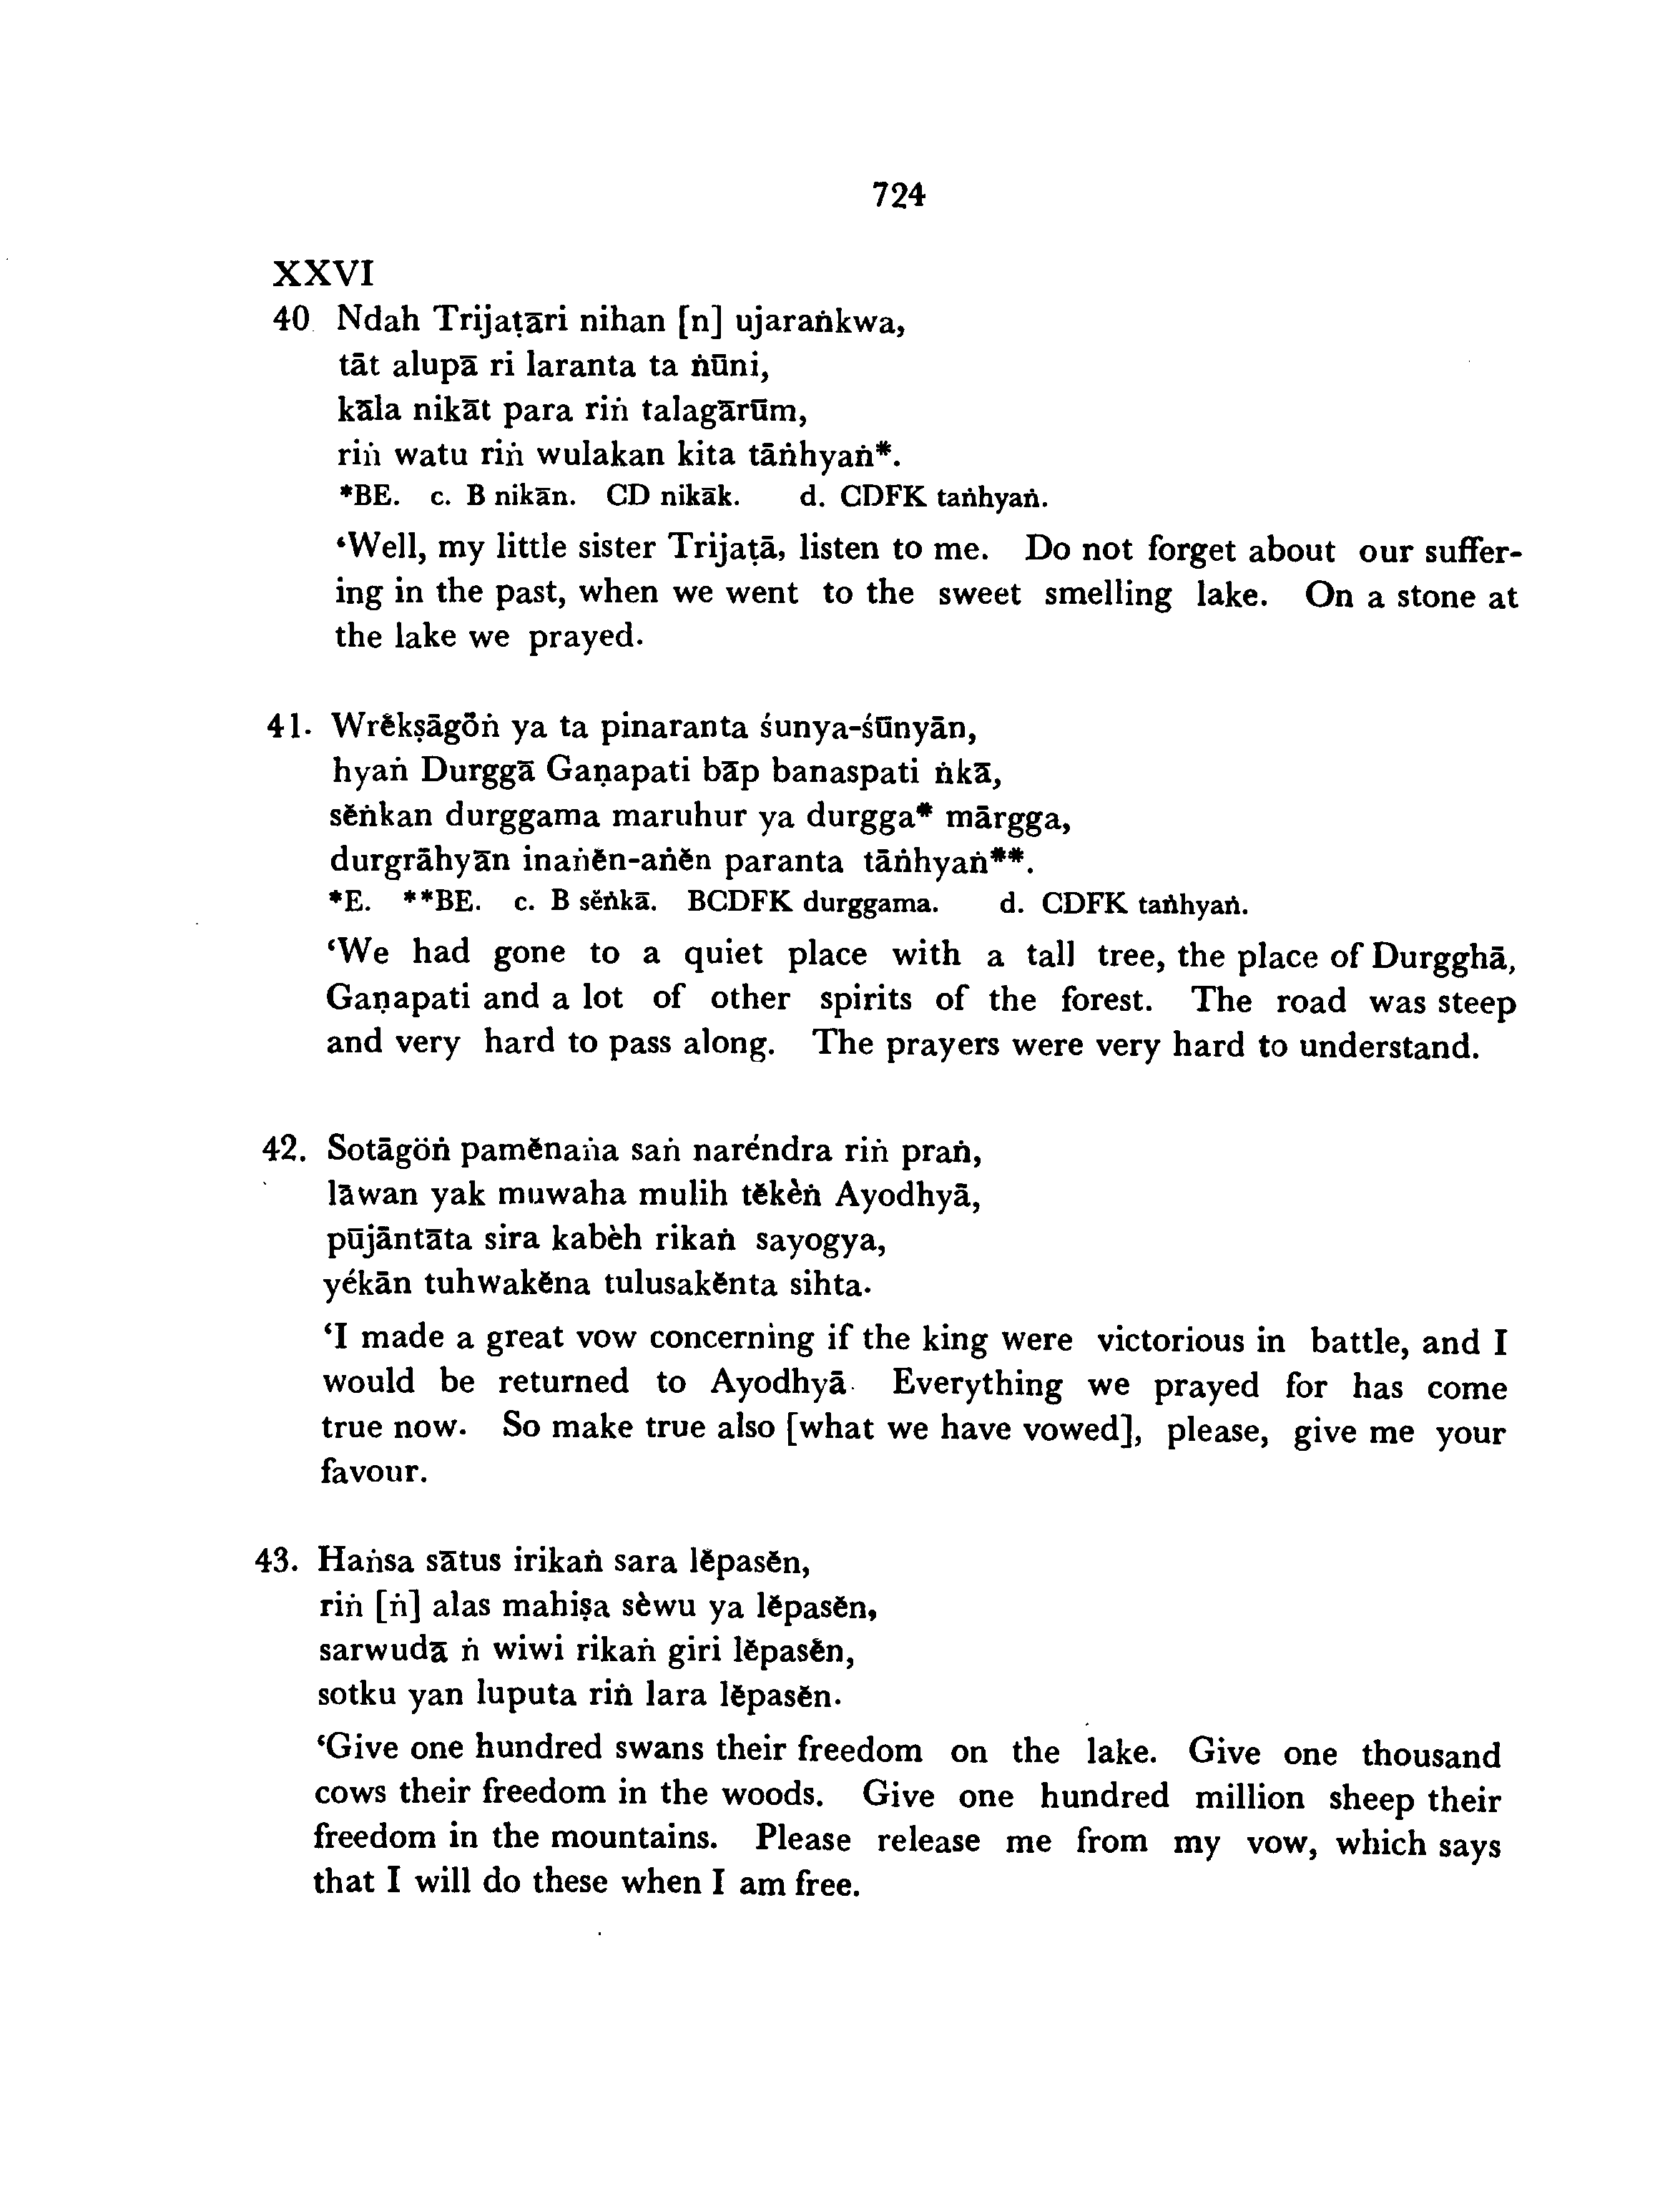 724
XXVI
40 Ndah Trijaṭāri nihan [n] ujaraṅkwa,
tāt alupā ri laranta ta ṅūni,
kāla nikāt para riṅ talagārūm,
riṅ watu riṅ wulakan kita tāṅhyaṅ*.
*BE. c. B nikān. CD nikāk. d. CDFK taṅhyaṅ.
‘Well, my little sister Trijaṭā, listen to me. Do not forget about our suffer-
ing in the past, when we went to the sweet smelling lake. On a stone at
the lake we prayed.
41. Wrĕkṣāgöṅ ya ta pinaranta śunya-śūnyān,
hyaṅ Durggā Gaṇapati bāp banaspati ṅkā,
sĕṅkan durggama maruhur ya durgga* mārgga,
durgrāhyān inaṅĕn-aṅĕn paranta tāṅhyaṅ**.
*E. **BE. c. B sĕṅkā. BCDFK durggama. d. CDFK taṅhyaṅ.
‘We had gone to a quiet place with a tall tree, the place of Durgghā,
Gaṇapati and a lot of other spirits of the forest. The road was steep
and very hard to pass along. The prayers were very hard to understand.
42. Sotāgöṅ pamĕnaṅa saṅ naréndra riṅ praṅ,
lāwan yak muwaha mulih tĕkèṅ Ayodhyā,
pūjāntāta sira kabèh rikaṅ sayogya,
yékān tuhwakĕna tulusakĕnta sihta.
‘I made a great vow concerning if the king were victorious in battle, and I
would be returned to Ayodhyā. Everything we prayed for has come
true now. So make true also [what we have vowed], please, give me your
favour.
43. Haṅsa sātus irikaṅ sara lĕpasĕn,
riṅ [ṅ] alas mahiṣa sèwu ya lĕpasĕn,
sarwudā ṅ wiwi rikaṅ giri lĕpasĕn,
sotku yan luputa riṅ lara lĕpasĕn.
‘Give one hundred swans their freedom on the lake. Give one thousand
cows their freedom in the woods. Give one hundred million sheep their
freedom in the mountains. Please release me from my vow, which says
that I will do these when I am free.